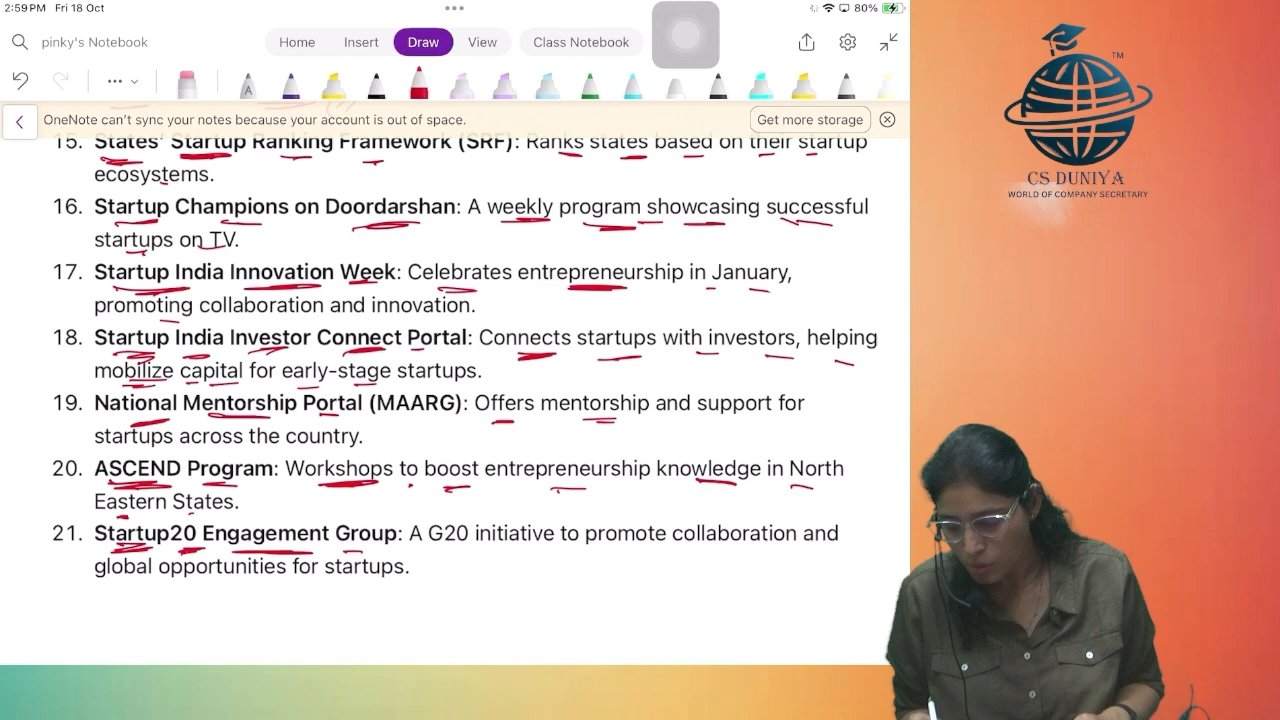 2:59 PM Fri 18 Oct
80%
pinky's Notebook
Home Insert Draw View Class Notebook
A
OneNote can't sync your notes because your account is out of space. Get more storage
15. States' Startup Ranking Framework (SRF): Ranks states based on their startup
ecosystems.
16. Startup Champions on Doordarshan: A weekly program showcasing successful
startups on TV.
17. Startup India Innovation Week: Celebrates entrepreneurship in January,
promoting collaboration and innovation.
18. Startup India Investor Connect Portal: Connects startups with investors, helping
mobilize capital for early-stage startups.
19. National Mentorship Portal (MAARG): Offers mentorship and support for
startups across the country.
20. ASCEND Program: Workshops to boost entrepreneurship knowledge in North
Eastern States.
21. Startup20 Engagement Group: A G20 initiative to promote collaboration and
global opportunities for startups.
TM
CS DUNIYA
WORLD OF COMPANY SECRETARY